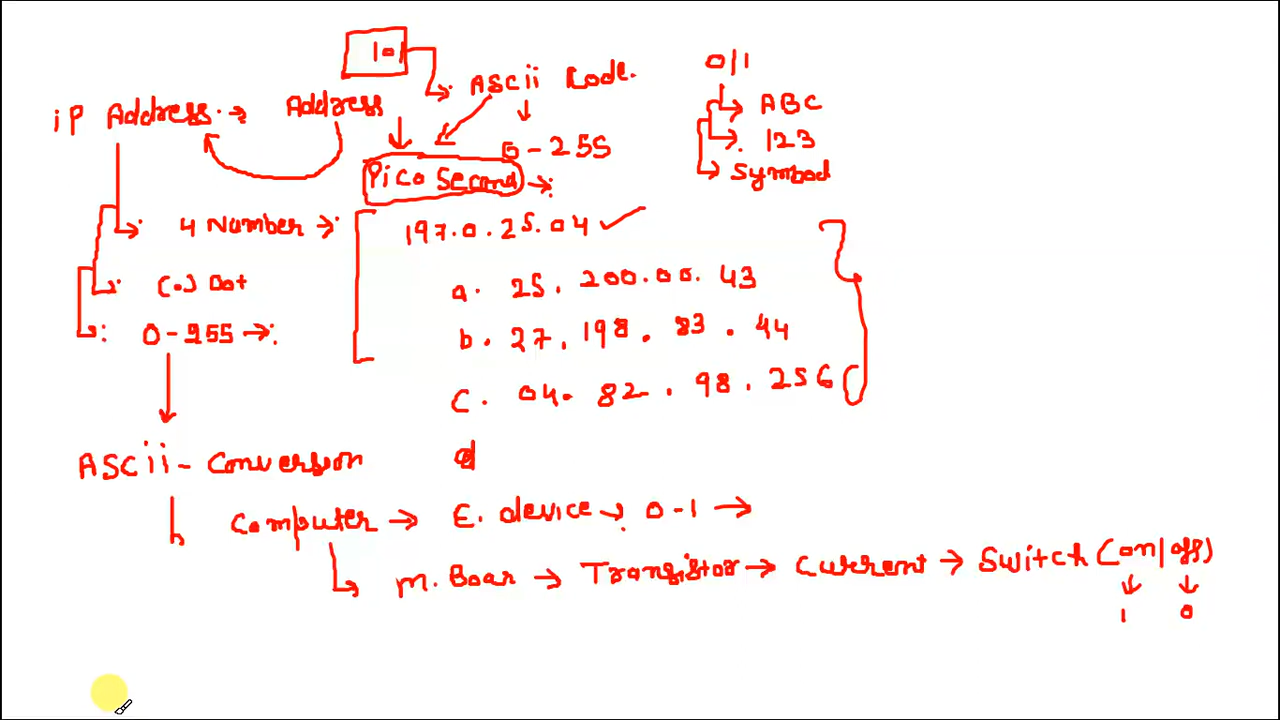 101
ASCii Code.
0/1
iP Address → Address
ABC
0-255
123
Pico Second →
Symbol
4 Number → 197.0.25.04 ✓
(.) Dot
a. 25.200.00.43
0-255 →
b. 27.198.83.44
c. 04.82.98.256
ASCii - Conversion
d
Computer → E. device → 0-1 →
M. Boar → Transistor → Current → Switch (on/off)
1 0